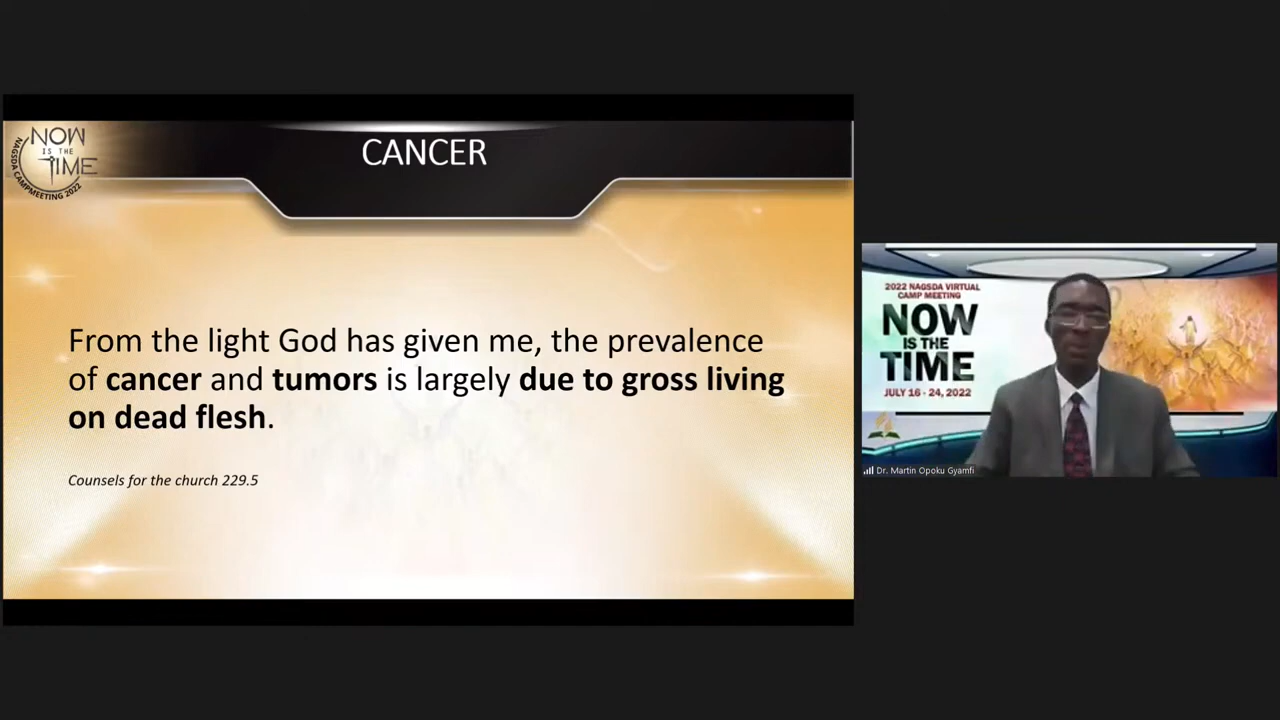 NOW
IS THE
TIME
NAGSDA CAMPMEETING 2022
CANCER
From the light God has given me, the prevalence
of cancer and tumors is largely due to gross living
on dead flesh.
Counsels for the church 229.5
2022 NAGSDA VIRTUAL
CAMP MEETING
NOW
IS THE
TIME
JULY 16 - 24, 2022
Dr. Martin Opoku Gyamfi